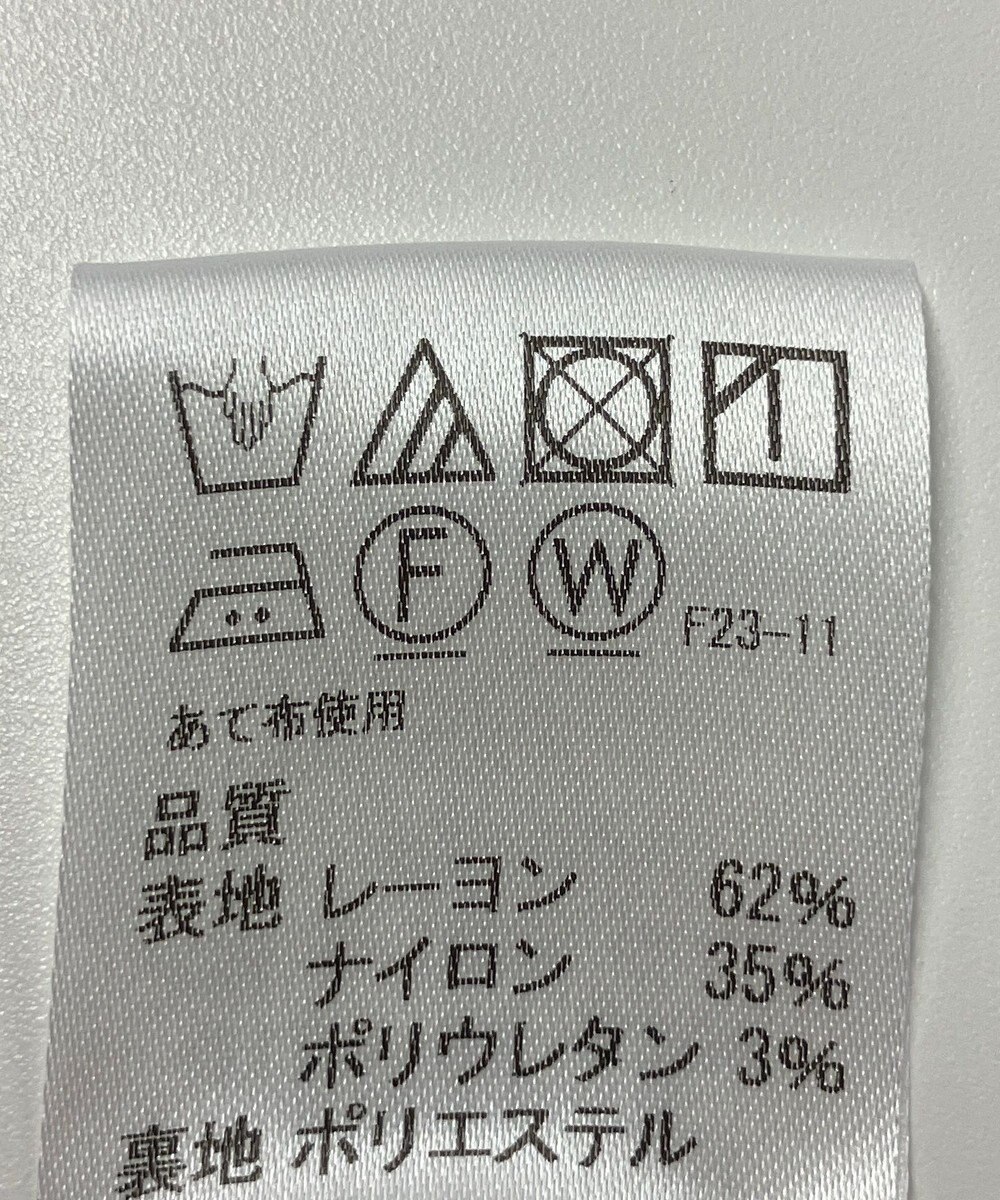 F W F23-11
あて布使用
品質
表地 レーヨン 62%
ナイロン 35%
ポリウレタン 3%
裏地 ポリエステル